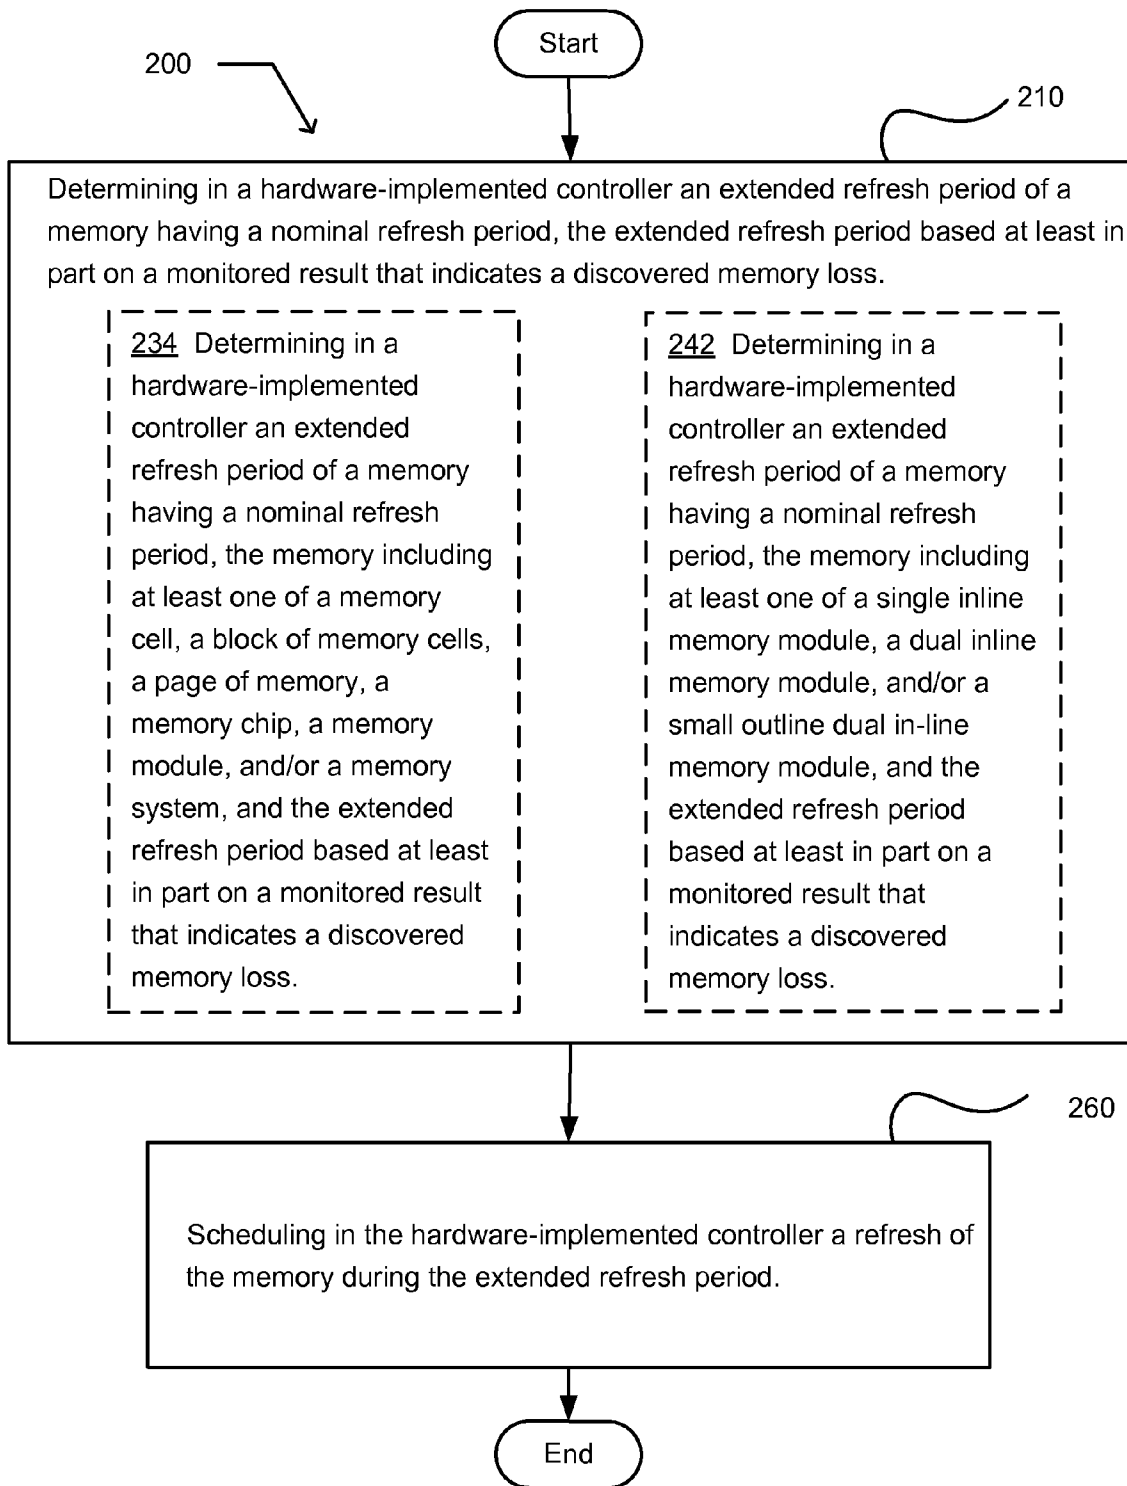 Start
200
210
Determining in a hardware-implemented controller an extended refresh period of a
memory having a nominal refresh period, the extended refresh period based at least in
part on a monitored result that indicates a discovered memory loss.
234 Determining in a
hardware-implemented
controller an extended
refresh period of a memory
having a nominal refresh
period, the memory including
at least one of a memory
cell, a block of memory cells,
a page of memory, a
memory chip, a memory
module, and/or a memory
system, and the extended
refresh period based at least
in part on a monitored result
that indicates a discovered
memory loss.
242 Determining in a
hardware-implemented
controller an extended
refresh period of a memory
having a nominal refresh
period, the memory including
at least one of a single inline
memory module, a dual inline
memory module, and/or a
small outline dual in-line
memory module, and the
extended refresh period
based at least in part on a
monitored result that
indicates a discovered
memory loss.
260
Scheduling in the hardware-implemented controller a refresh of
the memory during the extended refresh period.
End